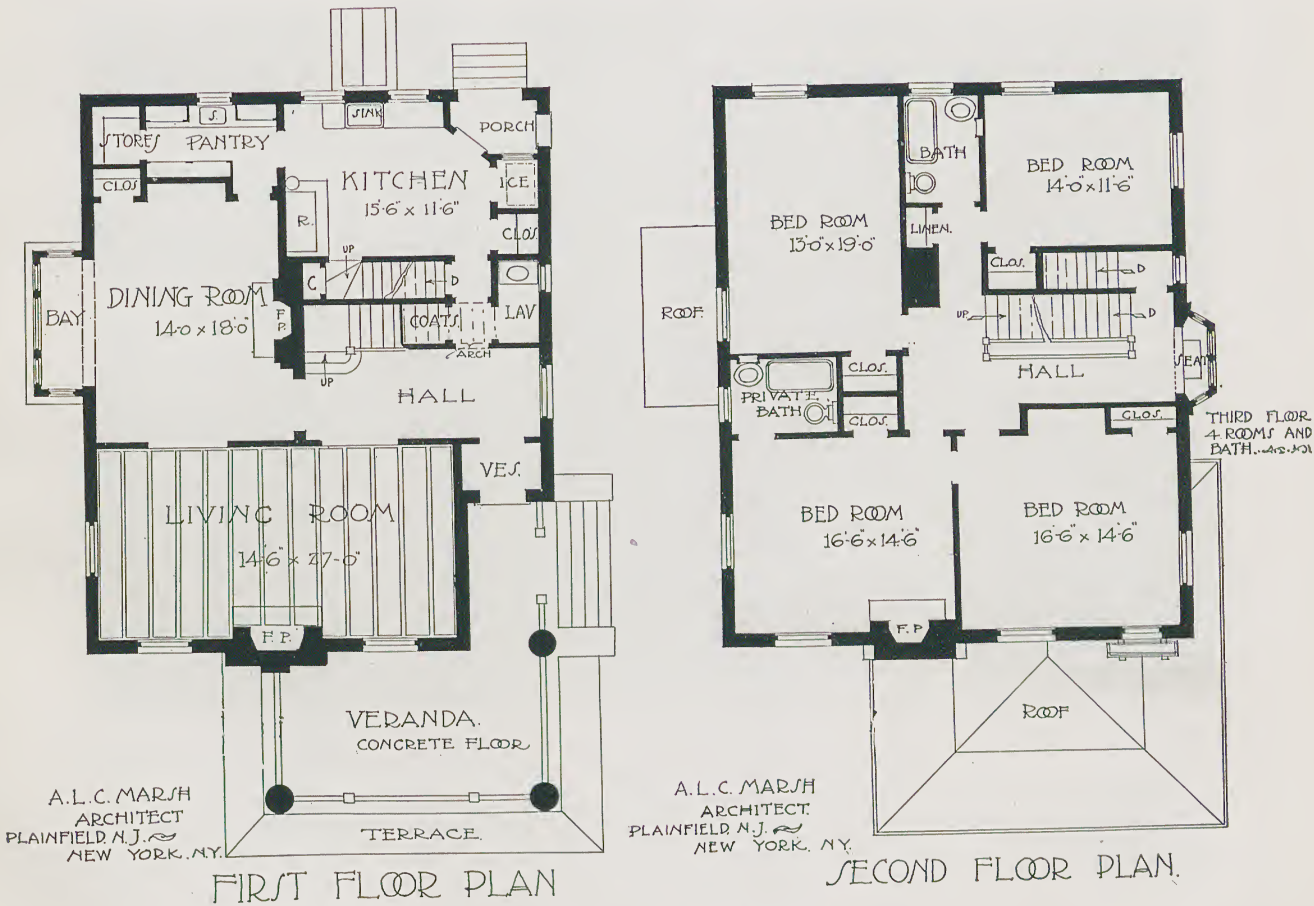 STORES
S.
PANTRY
SINK
PORCH
CLOS
KITCHEN
15'-6" x 11'-6"
ICE
R.
CLOS.
UP
C
D
DINING ROOM
14-0 x 18-0
BAY
F.P.
COATS
LAV
ARCH
UP
HALL
VES.
LIVING ROOM
14'-6" x 27'-0"
F.P.
VERANDA.
CONCRETE FLOOR
TERRACE.
A.L.C. MARSH
ARCHITECT
PLAINFIELD, N.J.
NEW YORK, N.Y.
FIRST FLOOR PLAN
BATH
BED ROOM
14'-0" x 11'-6"
BED ROOM
13'-0" x 19'-0"
LINEN.
CLOS.
D
ROOF.
UP
D
HALL
SEAT
CLOS.
PRIVATE
BATH
CLOS.
CLOS.
THIRD FLOOR
4 ROOMS AND
BATH.
BED ROOM
16'-6" x 14'-6"
BED ROOM
16'-6" x 14'-6"
F.P.
ROOF
A.L.C. MARSH
ARCHITECT.
PLAINFIELD, N.J.
NEW YORK, N.Y.
SECOND FLOOR PLAN.